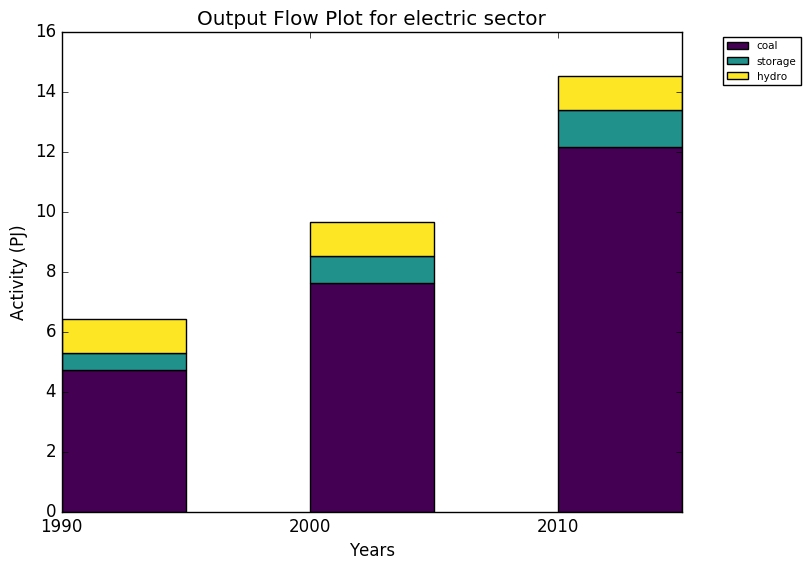 Output Flow Plot for electric sector
16
14
12
10
8
6
4
2
0
Activity (PJ)
1990 2000 2010
Years
coal
storage
hydro